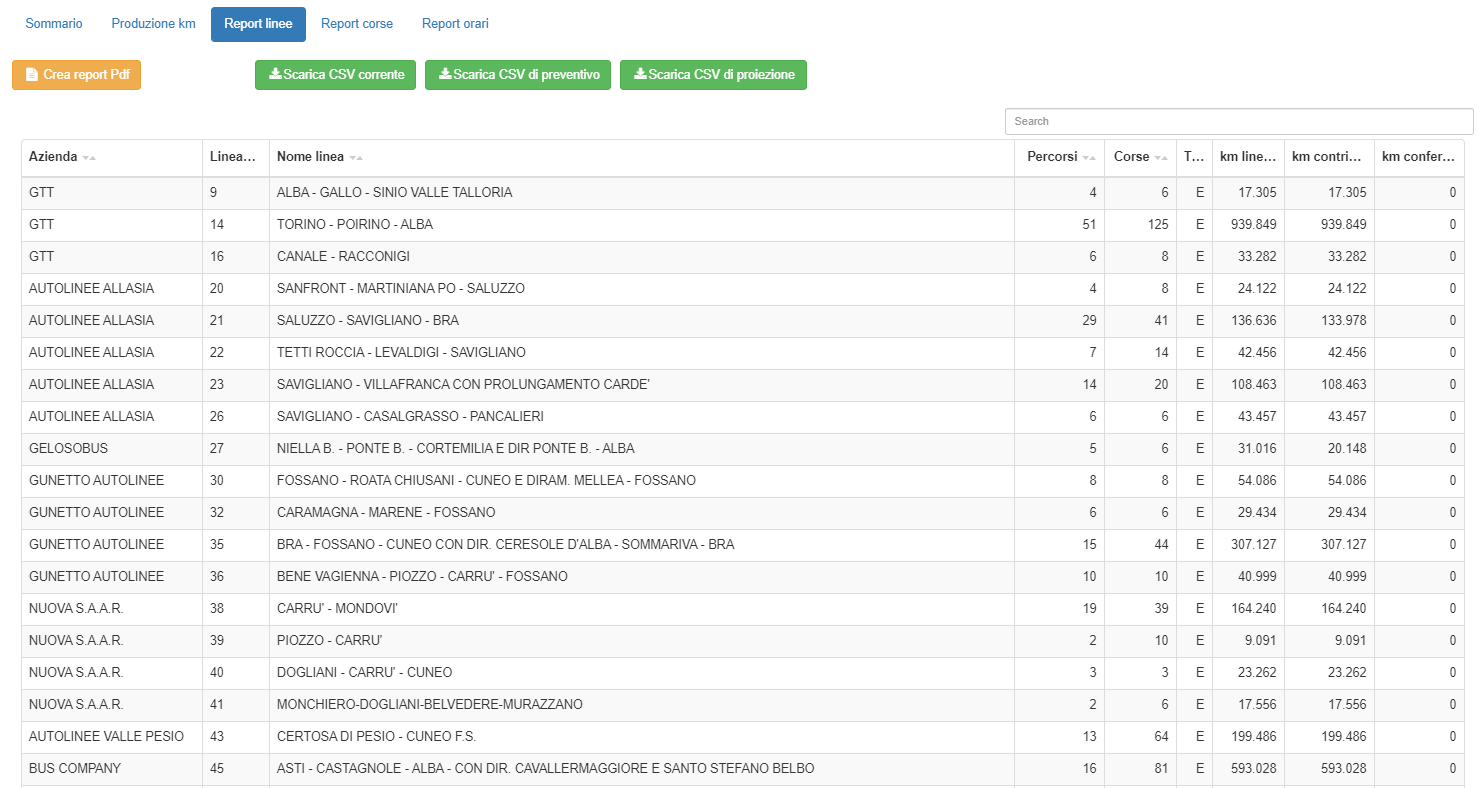 Sommario Produzione km Report linee Report corse Report orari
Crea report Pdf Scarica CSV corrente Scarica CSV di preventivo Scarica CSV di proiezione
Search
Azienda Linea... Nome linea Percorsi Corse T... km line... km contri... km confer...
GTT 9 ALBA - GALLO - SINIO VALLE TALLORIA 4 6 E 17.305 17.305 0
GTT 14 TORINO - POIRINO - ALBA 51 125 E 939.849 939.849 0
GTT 16 CANALE - RACCONIGI 6 8 E 33.282 33.282 0
AUTOLINEE ALLASIA 20 SANFRONT - MARTINIANA PO - SALUZZO 4 8 E 24.122 24.122 0
AUTOLINEE ALLASIA 21 SALUZZO - SAVIGLIANO - BRA 29 41 E 136.636 133.978 0
AUTOLINEE ALLASIA 22 TETTI ROCCIA - LEVALDIGI - SAVIGLIANO 7 14 E 42.456 42.456 0
AUTOLINEE ALLASIA 23 SAVIGLIANO - VILLAFRANCA CON PROLUNGAMENTO CARDE' 14 20 E 108.463 108.463 0
AUTOLINEE ALLASIA 26 SAVIGLIANO - CASALGRASSO - PANCALIERI 6 6 E 43.457 43.457 0
GELOSOBUS 27 NIELLA B. - PONTE B. - CORTEMILIA E DIR PONTE B. - ALBA 5 6 E 31.016 20.148 0
GUNETTO AUTOLINEE 30 FOSSANO - ROATA CHIUSANI - CUNEO E DIRAM. MELLEA - FOSSANO 8 8 E 54.086 54.086 0
GUNETTO AUTOLINEE 32 CARAMAGNA - MARENE - FOSSANO 6 6 E 29.434 29.434 0
GUNETTO AUTOLINEE 35 BRA - FOSSANO - CUNEO CON DIR. CERESOLE D'ALBA - SOMMARIVA - BRA 15 44 E 307.127 307.127 0
GUNETTO AUTOLINEE 36 BENE VAGIENNA - PIOZZO - CARRU' - FOSSANO 10 10 E 40.999 40.999 0
NUOVA S.A.A.R. 38 CARRU' - MONDOVI' 19 39 E 164.240 164.240 0
NUOVA S.A.A.R. 39 PIOZZO - CARRU' 2 10 E 9.091 9.091 0
NUOVA S.A.A.R. 40 DOGLIANI - CARRU' - CUNEO 3 3 E 23.262 23.262 0
NUOVA S.A.A.R. 41 MONCHIERO-DOGLIANI-BELVEDERE-MURAZZANO 2 6 E 17.556 17.556 0
AUTOLINEE VALLE PESIO 43 CERTOSA DI PESIO - CUNEO F.S. 13 64 E 199.486 199.486 0
BUS COMPANY 45 ASTI - CASTAGNOLE - ALBA - CON DIR. CAVALLERMAGGIORE E SANTO STEFANO BELBO 16 81 E 593.028 593.028 0